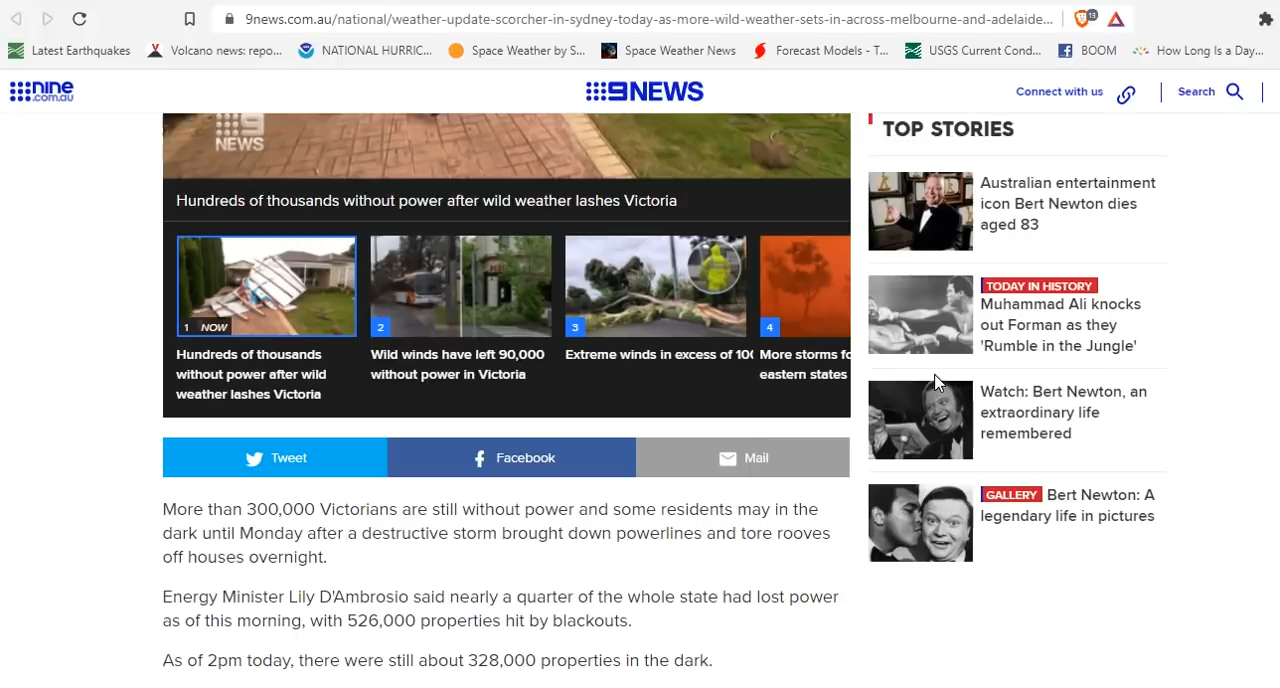 9news.com.au/national/weather-update-scorcher-in-sydney-today-as-more-wild-weather-sets-in-across-melbourne-and-adelaide...
13
Latest Earthquakes
Volcano news: repo...
NATIONAL HURRIC...
Space Weather by S...
Space Weather News
Forecast Models - T...
USGS Current Cond...
BOOM
How Long Is a Day...
nine
.com.au
9NEWS
Connect with us
Search
9
NEWS
Hundreds of thousands without power after wild weather lashes Victoria
1 NOW
2
3
4
Hundreds of thousands
without power after wild
weather lashes Victoria
Wild winds have left 90,000
without power in Victoria
Extreme winds in excess of 10
More storms fo
eastern states
Tweet
Facebook
Mail
More than 300,000 Victorians are still without power and some residents may in the
dark until Monday after a destructive storm brought down powerlines and tore rooves
off houses overnight.
Energy Minister Lily D'Ambrosio said nearly a quarter of the whole state had lost power
as of this morning, with 526,000 properties hit by blackouts.
As of 2pm today, there were still about 328,000 properties in the dark.
TOP STORIES
Australian entertainment
icon Bert Newton dies
aged 83
TODAY IN HISTORY
Muhammad Ali knocks
out Forman as they
'Rumble in the Jungle'
Watch: Bert Newton, an
extraordinary life
remembered
GALLERY Bert Newton: A
legendary life in pictures